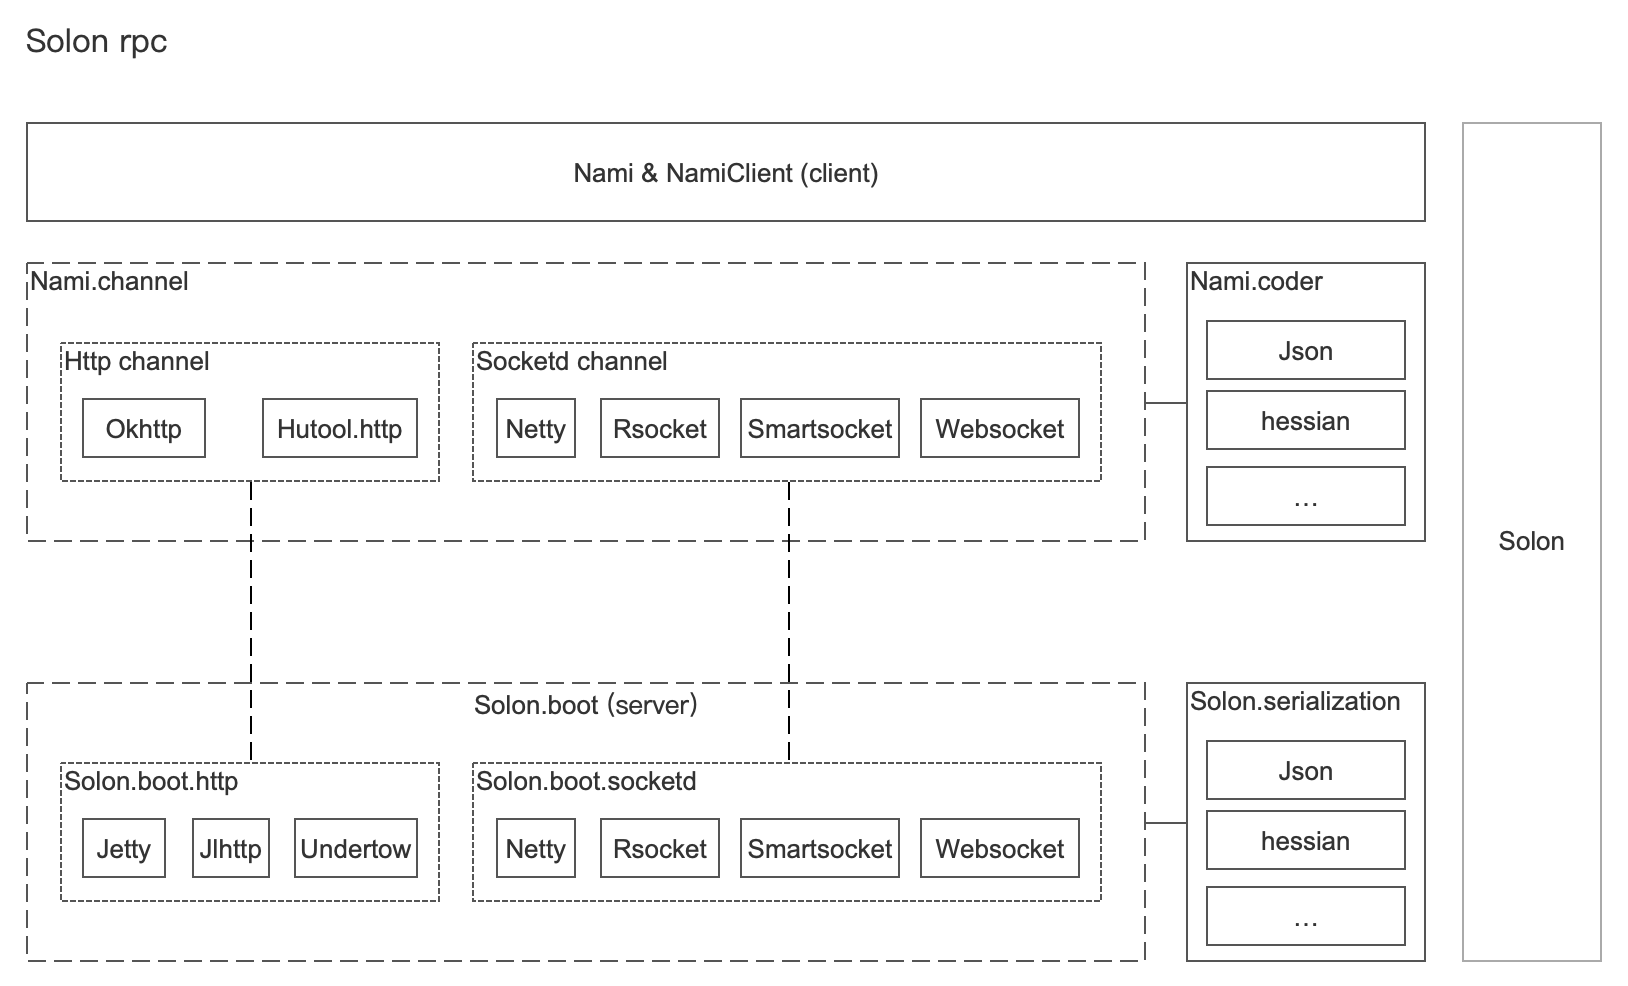 Solon rpc
Nami & NamiClient (client)
Nami.channel
Http channel
Okhttp
Hutool.http
Socketd channel
Netty
Rsocket
Smartsocket
Websocket
Nami.coder
Json
hessian
...
Solon.boot (server)
Solon.boot.http
Jetty
Jlhttp
Undertow
Solon.boot.socketd
Netty
Rsocket
Smartsocket
Websocket
Solon.serialization
Json
hessian
...
Solon